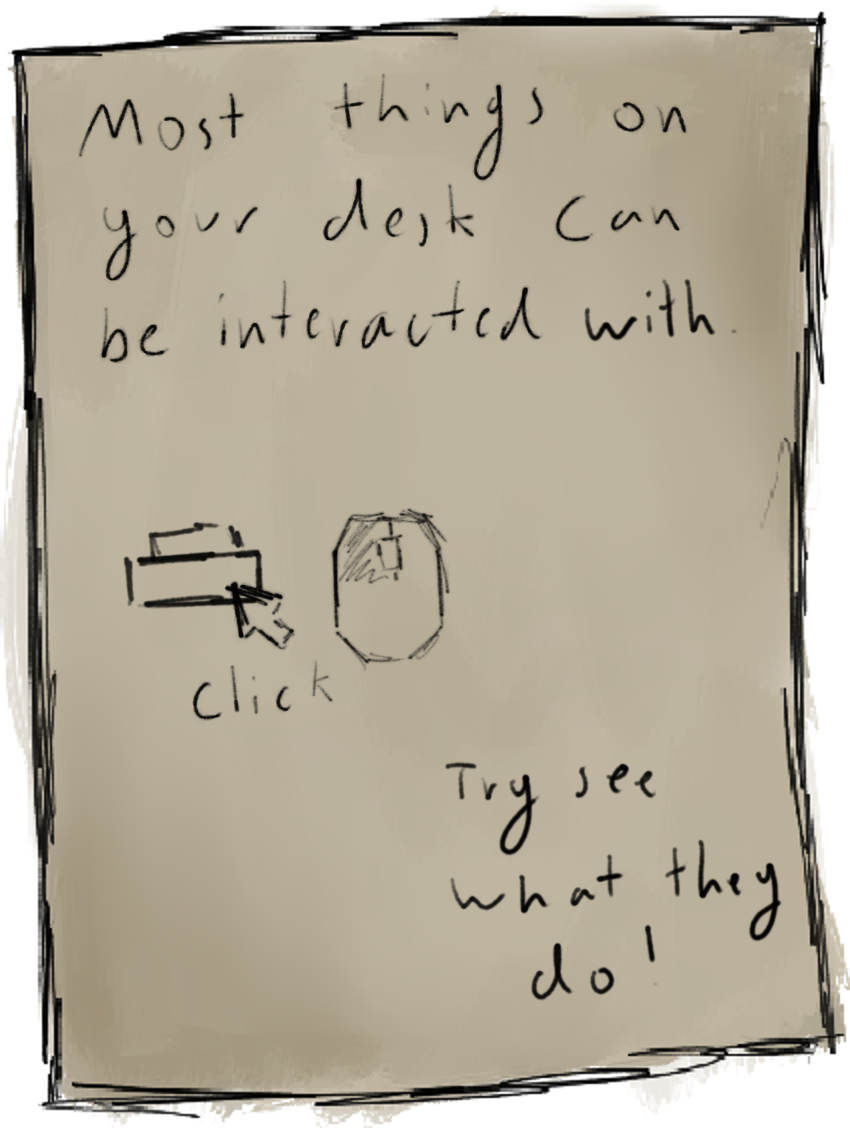 Most things on
your desk can
be interacted with.
Click
Try see
what they
do!